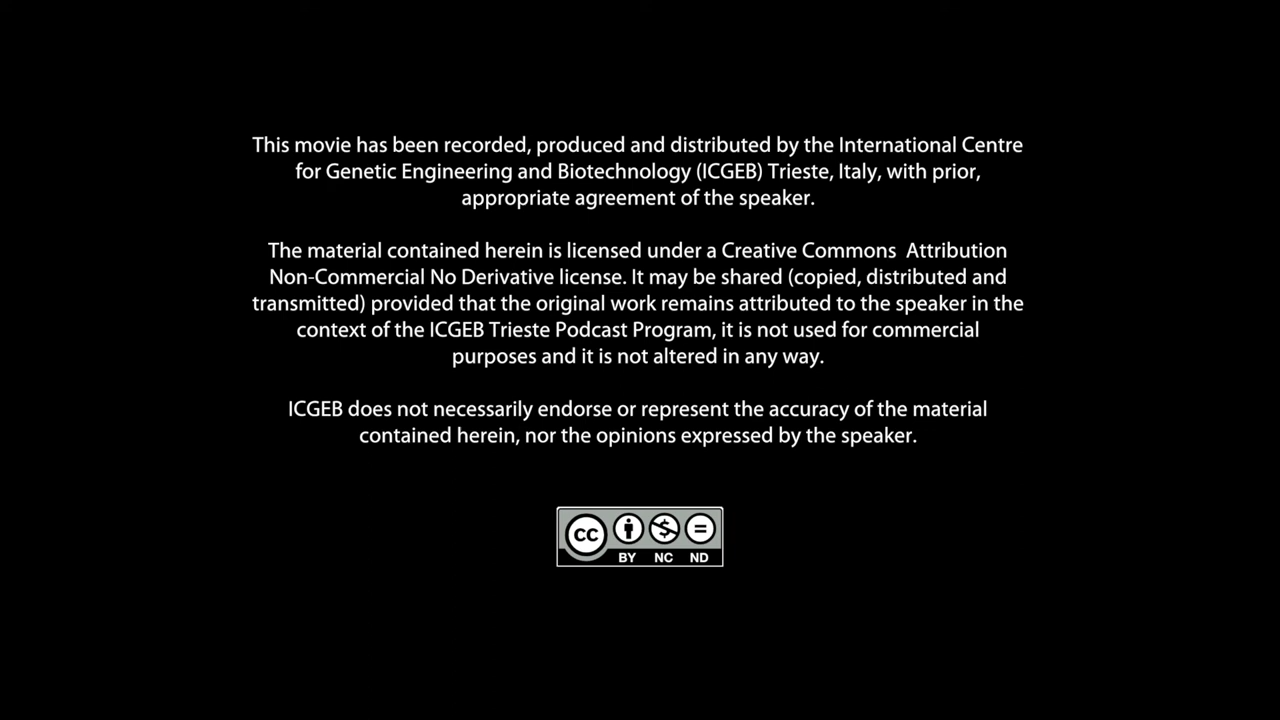 This movie has been recorded, produced and distributed by the International Centre
for Genetic Engineering and Biotechnology (ICGEB) Trieste, Italy, with prior,
appropriate agreement of the speaker.
The material contained herein is licensed under a Creative Commons  Attribution
Non-Commercial No Derivative license. It may be shared (copied, distributed and
transmitted) provided that the original work remains attributed to the speaker in the
context of the ICGEB Trieste Podcast Program, it is not used for commercial
purposes and it is not altered in any way.
ICGEB does not necessarily endorse or represent the accuracy of the material
contained herein, nor the opinions expressed by the speaker.
cc
BY NC ND